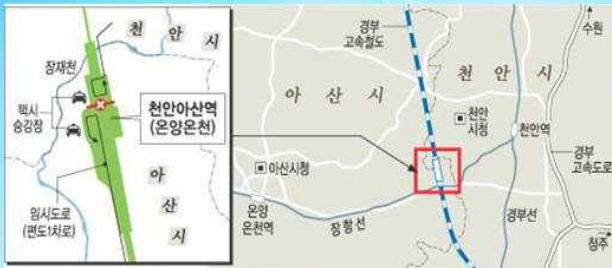 천 안 시
장재천
택시
승강장
천안아산역
(온양온천)
아 산 시
임시도로
(편도1차로)
경부
고속철도
수원
아 산 시
천 안 시
천안
시청
천안역
아산시청
경부
고속도로
온양
온천역
장항선
경부선
청주